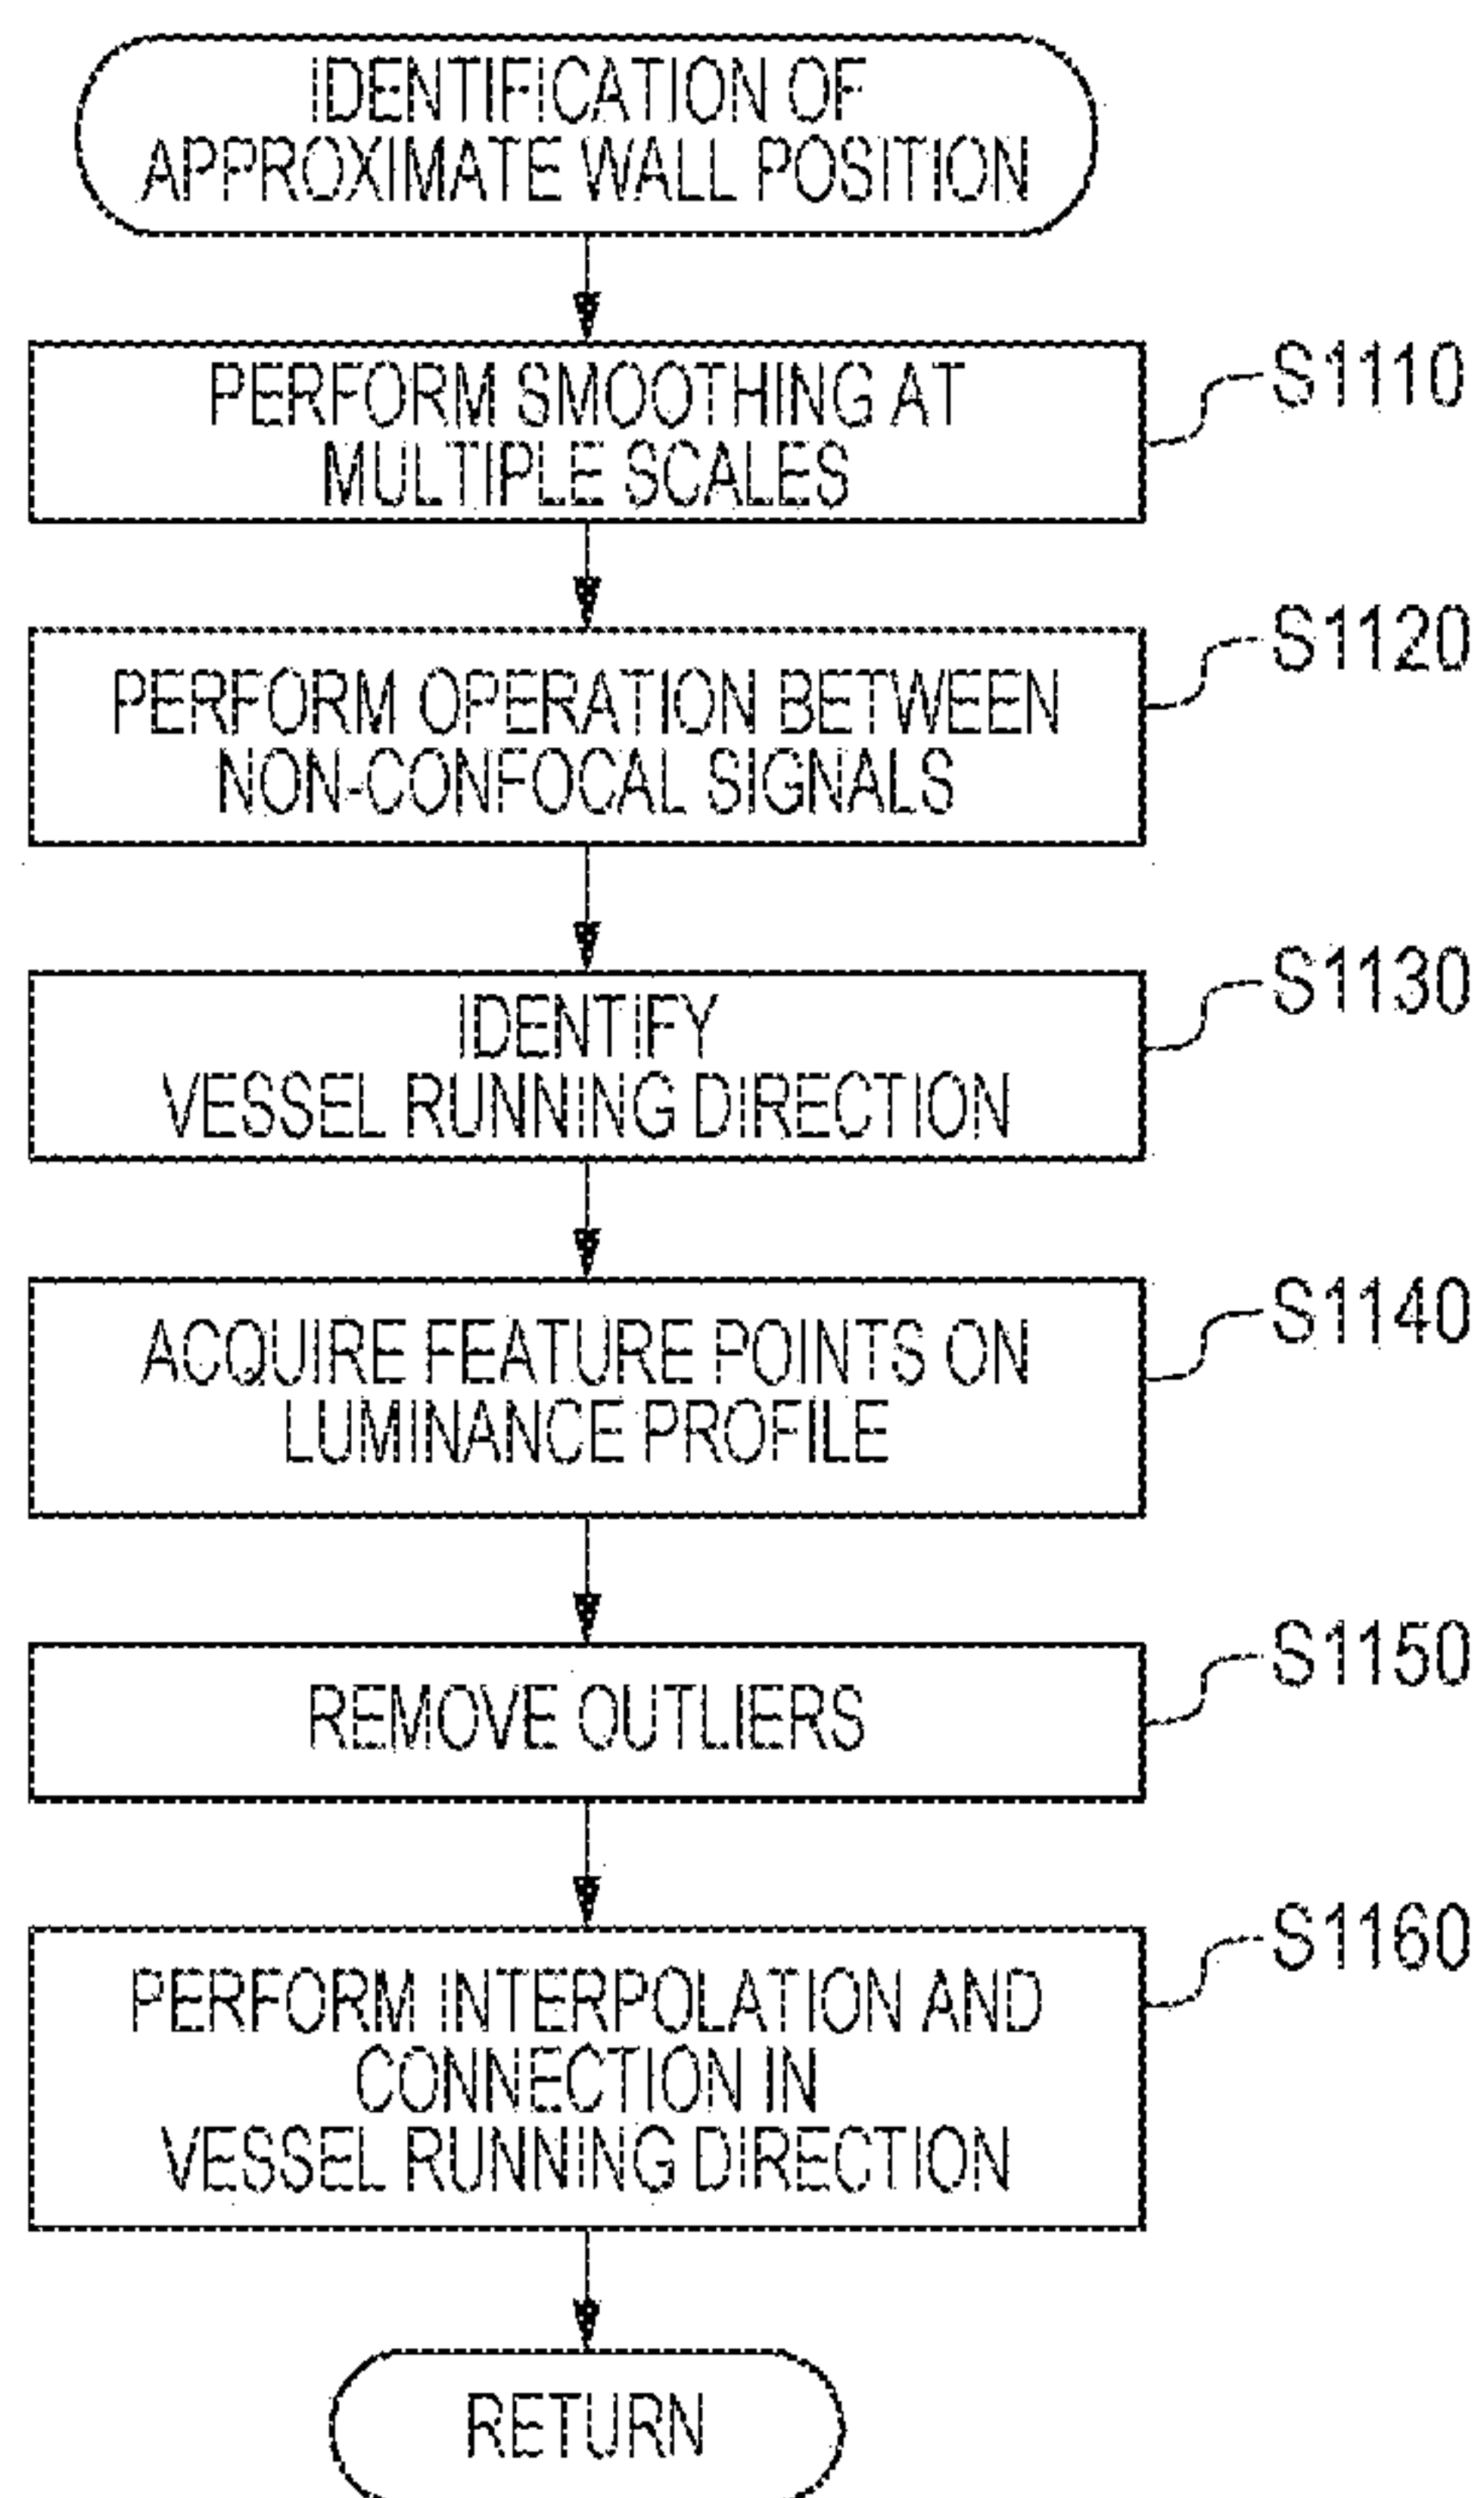 IDENTIFICATION OF
APPROXIMATE WALL POSITION
PERFORM SMOOTHING AT
MULTIPLE SCALES
S1110
PERFORM OPERATION BETWEEN
NON-CONFOCAL SIGNALS
S1120
IDENTIFY
VESSEL RUNNING DIRECTION
S1130
ACQUIRE FEATURE POINTS ON
LUMINANCE PROFILE
S1140
REMOVE OUTLIERS
S1150
PERFORM INTERPOLATION AND
CONNECTION IN
VESSEL RUNNING DIRECTION
S1160
RETURN